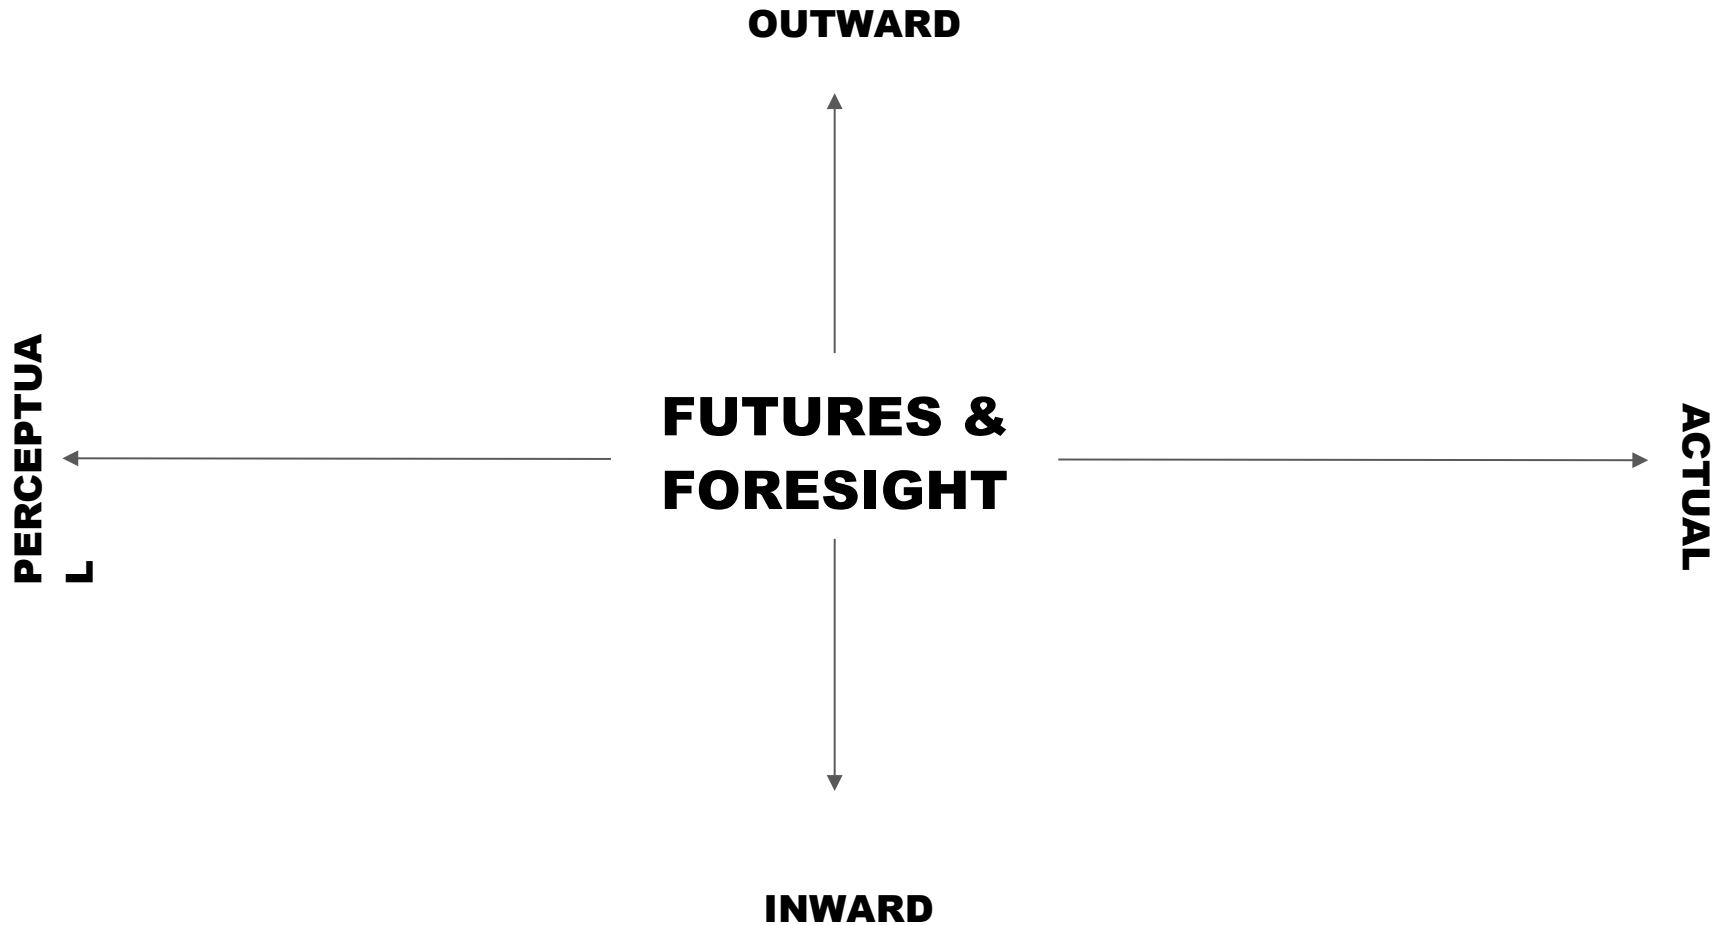 OUTWARD
PERCEPTUA
L
FUTURES &
FORESIGHT
ACTUAL
INWARD